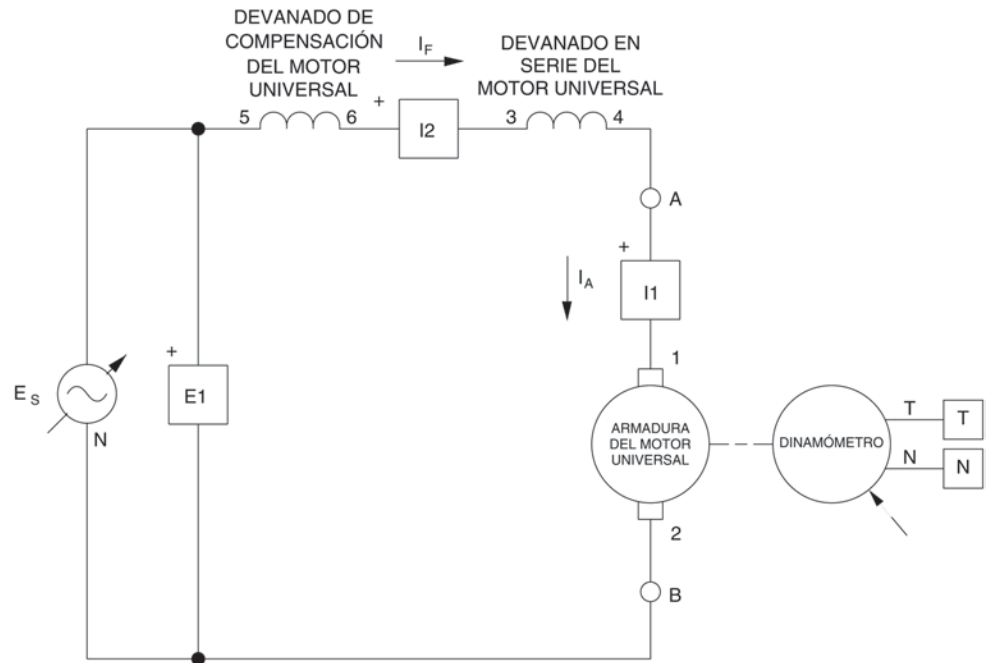 DEVANADO DE
COMPENSACIÓN
DEL MOTOR
UNIVERSAL
I_F
DEVANADO EN
SERIE DEL
MOTOR UNIVERSAL
5
6
+
I2
3
4
A
+
I_A
I1
1
+
E_S
E1
N
ARMADURA
DEL MOTOR
UNIVERSAL
DINAMÓMETRO
T
T
N
N
2
B